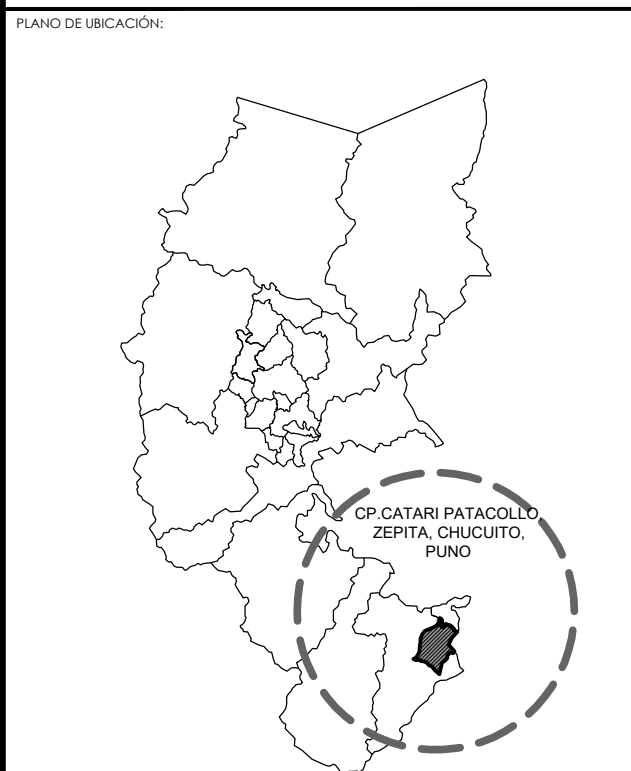 PLANO DE UBICACIÓN:
CP.CATARI PATACOLLO,
ZEPITA, CHUCUITO,
PUNO